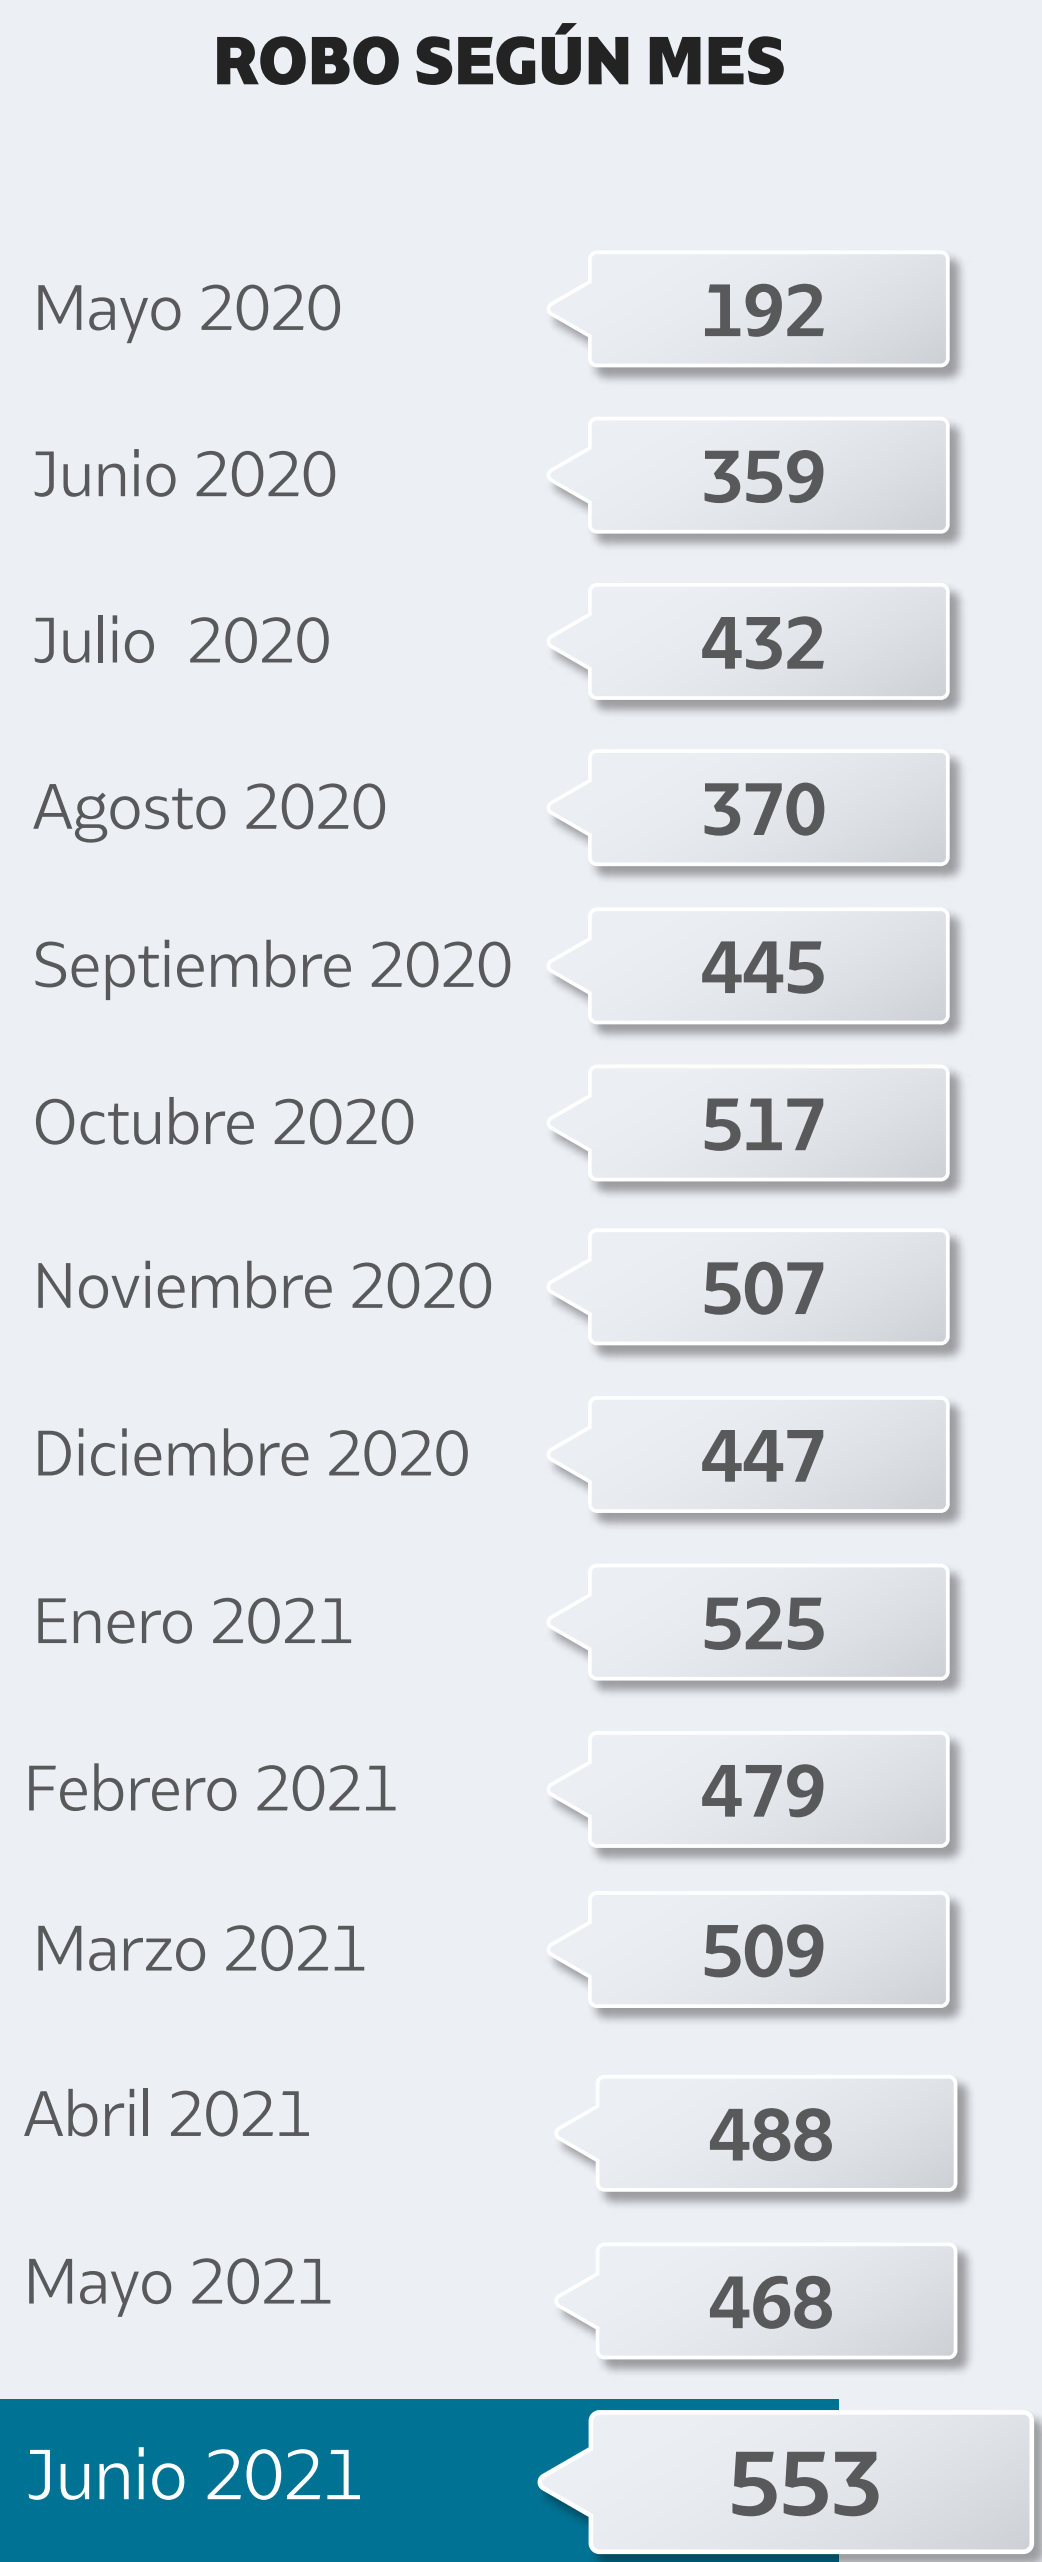 ROBO SEGÚN MES
Mayo 2020 192
Junio 2020 359
Julio 2020 432
Agosto 2020 370
Septiembre 2020 445
Octubre 2020 517
Noviembre 2020 507
Diciembre 2020 447
Enero 2021 525
Febrero 2021 479
Marzo 2021 509
Abril 2021 488
Mayo 2021 468
Junio 2021 553